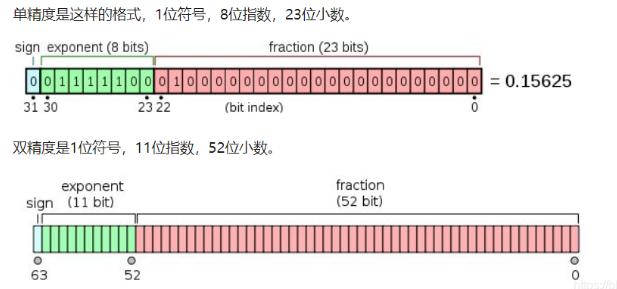 单精度是这样的格式，1位符号，8位指数，23位小数。
sign exponent (8 bits) fraction (23 bits)
0 0 1 1 1 1 1 0 0 0 1 0 0 0 0 0 0 0 0 0 0 0 0 0 0 0 0 0 0 0 0 0 = 0.15625
31 30 23 22 (bit index) 0
双精度是1位符号，11位指数，52位小数。
exponent fraction
sign (11 bit) (52 bit)
63 52 0